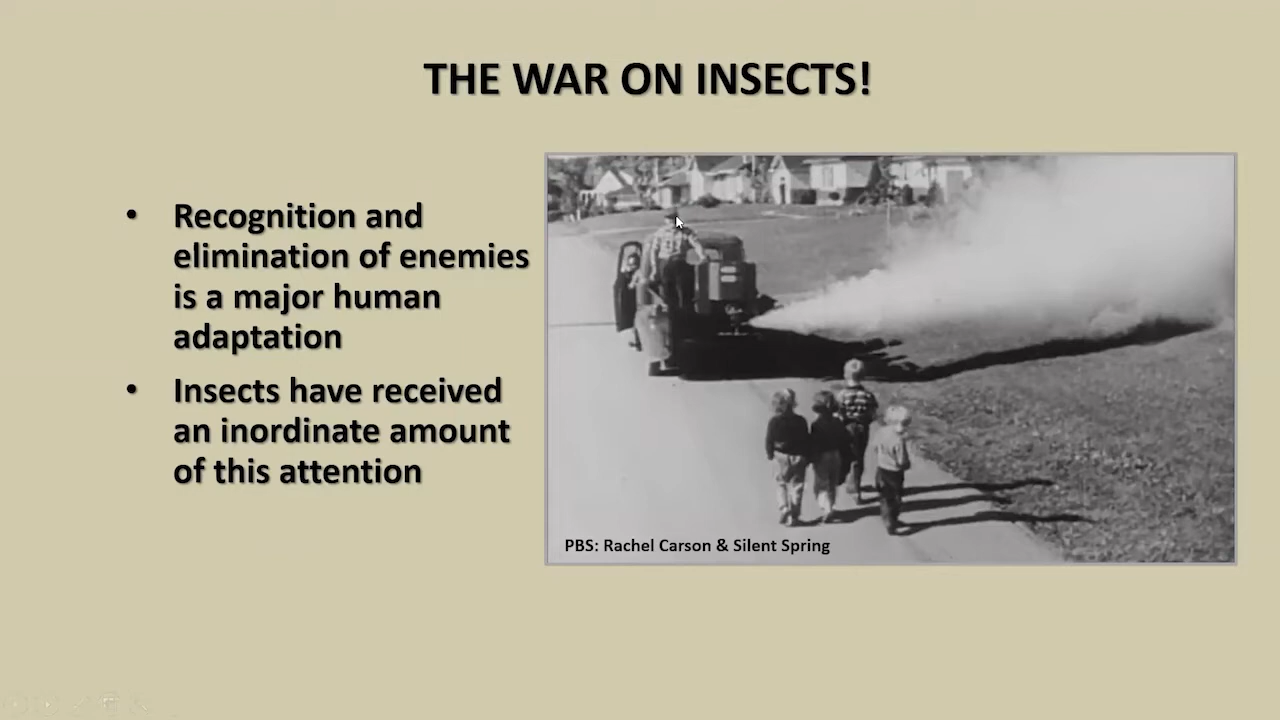 THE WAR ON INSECTS!
• Recognition and
elimination of enemies
is a major human
adaptation
• Insects have received
an inordinate amount
of this attention
PBS: Rachel Carson & Silent Spring